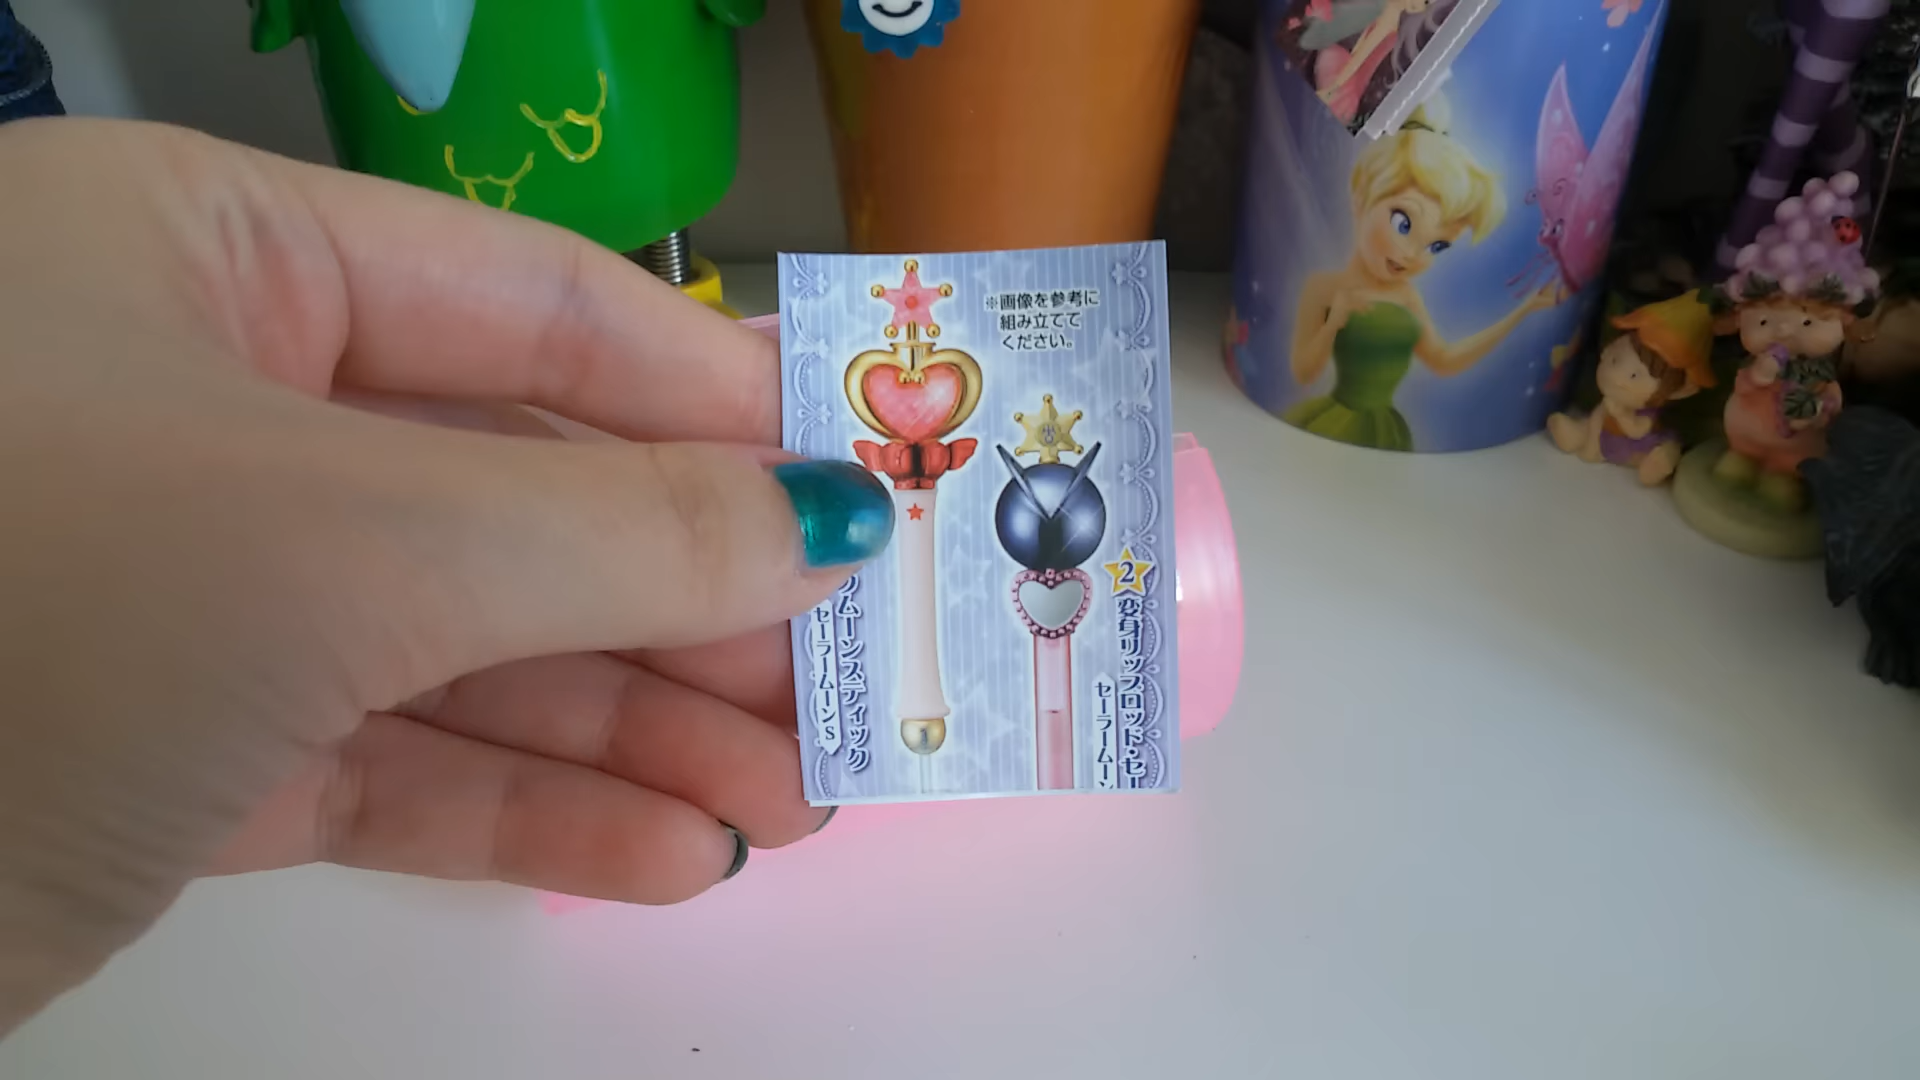 ※画像を参考に
組み立てて
ください。
ムーンスティック
セーラームーンS
2
変身リップロッド・セー
セーラームーン